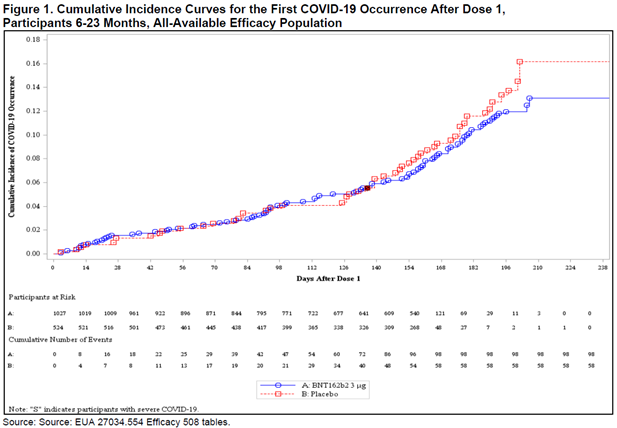 Figure 1. Cumulative Incidence Curves for the First COVID-19 Occurrence After Dose 1,
Participants 6-23 Months, All-Available Efficacy Population
Cumulative Incidence of COVID-19 Occurrence
0.18
0.16
0.14
0.12
0.10
0.08
0.06
0.04
0.02
0.00
0 14 28 42 56 70 84 98 112 126 140 154 168 182 196 210 224 238
Days After Dose 1
Participants at Risk
A: 1027 1019 1009 961 922 896 871 844 795 771 722 677 641 609 540 121 69 29 11 3 0 0
B: 524 521 516 501 473 461 445 438 417 399 365 338 326 309 268 48 27 7 2 1 1 0
Cumulative Number of Events
A: 0 8 16 18 22 25 29 39 42 47 54 60 72 86 96 98 98 98 98 98 98 98
B: 0 4 7 8 11 13 17 19 20 21 29 34 40 48 54 58 58 58 58 58 58 58
A: BNT162b2 3 µg
B: Placebo
Note: "S" indicates participants with severe COVID-19.
Source: Source: EUA 27034.554 Efficacy 508 tables.